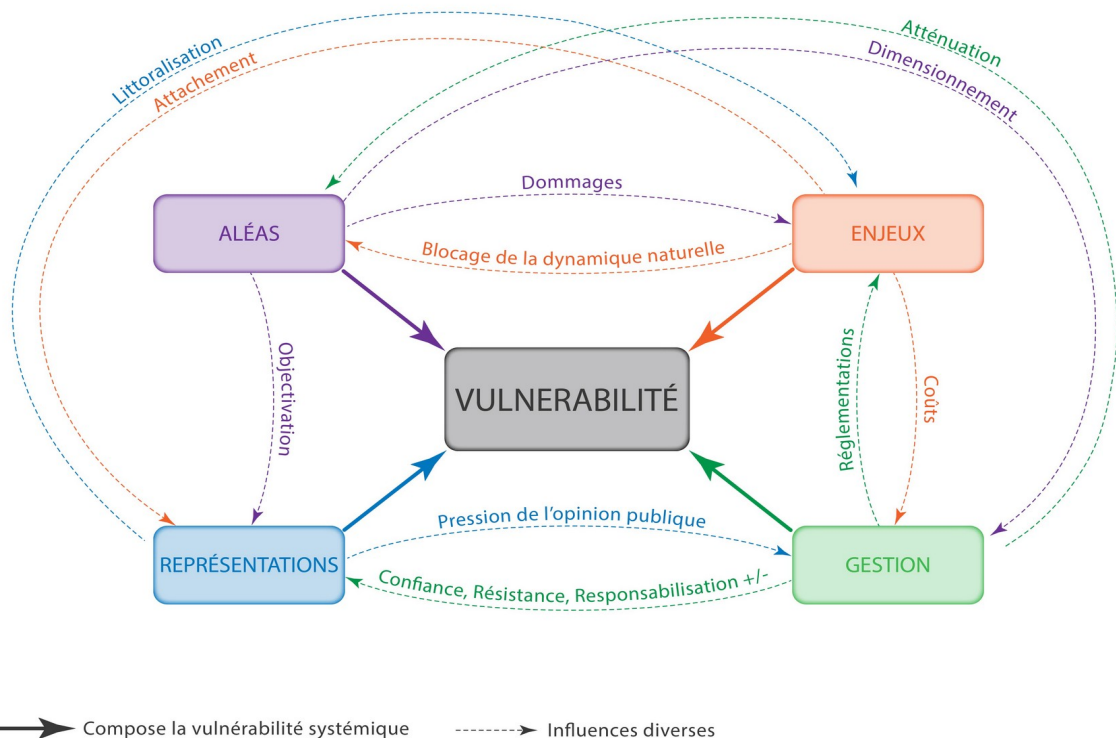 Littoralisation
Attachement
Atténuation
Dimensionnement
Dommages
ALÉAS
ENJEUX
Blocage de la dynamique naturelle
Objectivation
VULNERABILITÉ
Réglementations
Coûts
Pression de l'opinion publique
REPRÉSENTATIONS
GESTION
Confiance, Résistance, Responsabilisation +/-
Compose la vulnérabilité systémique
Influences diverses